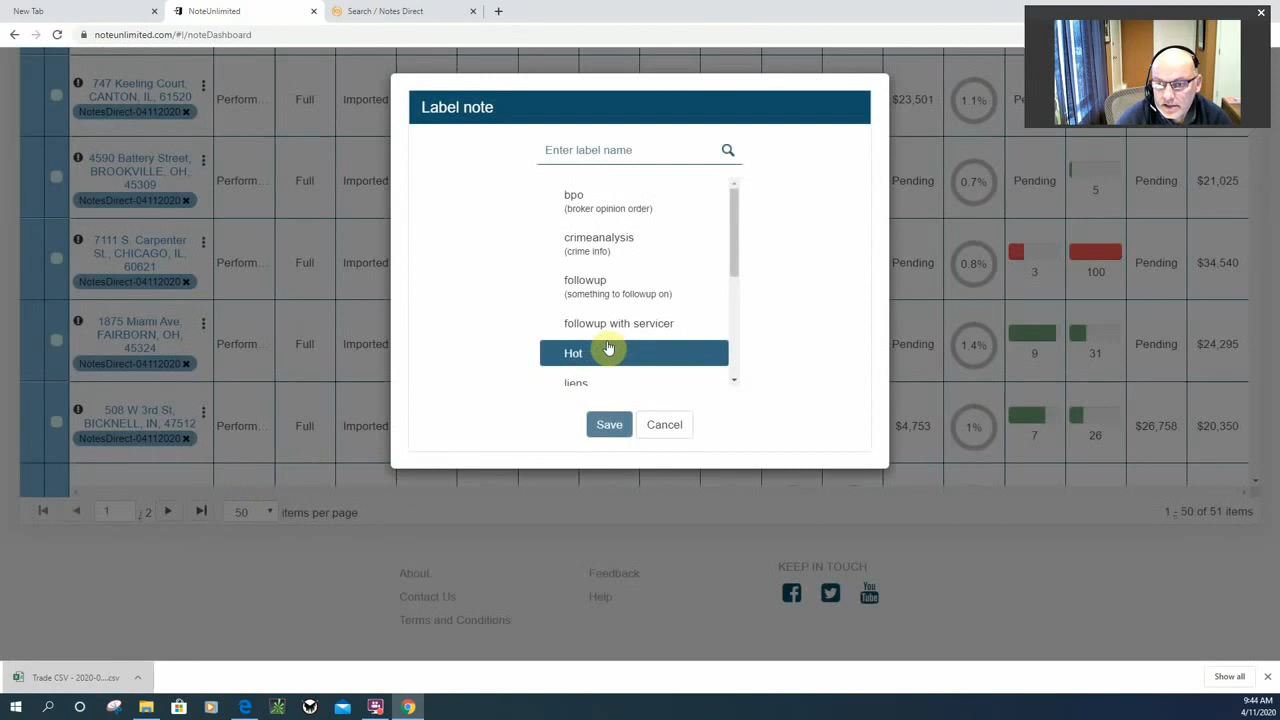 New Tab
NoteUnlimited
Search / Notes Direct
noteunlimited.com/#!/noteDashboard
747 Keeling Court,
CANTON, IL, 61520
NotesDirect-04112020
Perform...
Full
Imported
$23,501
1.1%
4590 Battery Street,
BROOKVILLE, OH,
45309
NotesDirect-04112020
Perform...
Full
Imported
Pending
0.7%
Pending
5
Pending
$21,025
7111 S. Carpenter
St., CHICAGO, IL,
60621
NotesDirect-04112020
Perform...
Full
Imported
Pending
0.8%
3
100
Pending
$34,540
1875 Miami Ave,
FAIRBORN, OH,
45324
NotesDirect-04112020
Perform...
Full
Imported
Pending
1.4%
9
31
Pending
$24,295
508 W 3rd St,
BICKNELL, IN, 47512
NotesDirect-04112020
Perform...
Full
Imported
$4,753
1%
7
26
$26,758
$20,350
Label note
Enter label name
bpo
(broker opinion order)
crimeanalysis
(crime info)
followup
(something to followup on)
followup with servicer
Hot
liens
Save
Cancel
1 / 2
50
items per page
1 - 50 of 51 items
About
Contact Us
Terms and Conditions
Feedback
Help
KEEP IN TOUCH
You
Tube
Trade CSV - 2020-0....csv
Show all
9:44 AM
4/11/2020